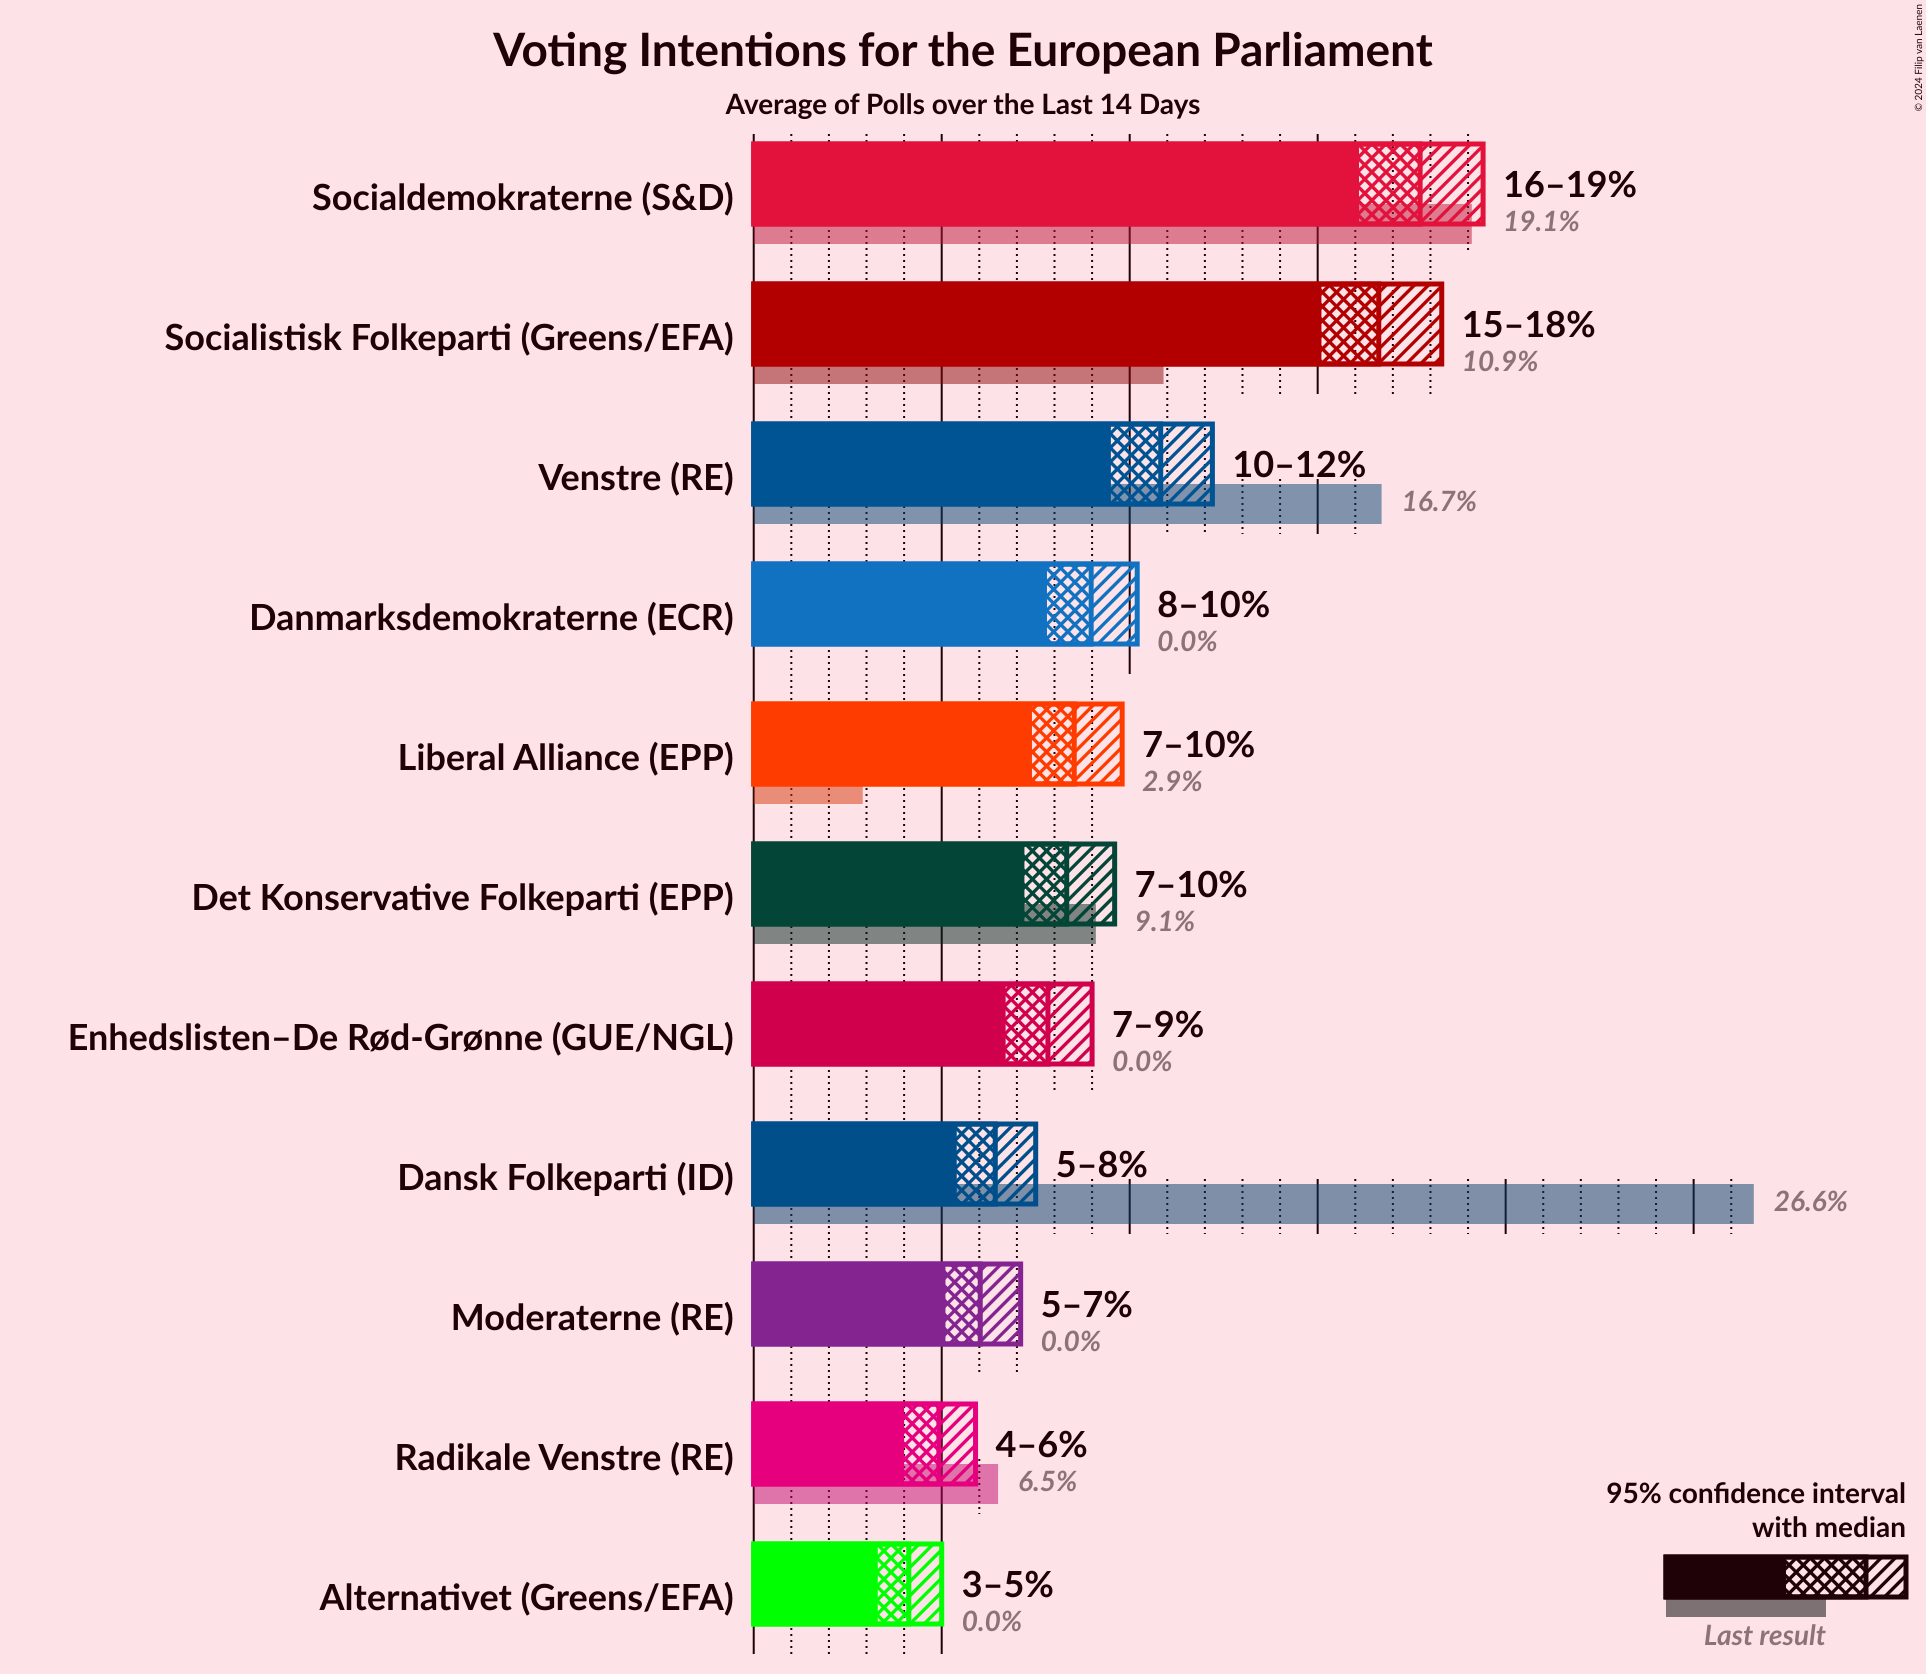 Voting Intentions for the European Parliament
Average of Polls over the Last 14 Days
© 2024 Filip van Laenen
Socialdemokraterne (S&D)
16–19%
19.1%
Socialistisk Folkeparti (Greens/EFA)
15–18%
10.9%
Venstre (RE)
10–12%
16.7%
Danmarksdemokraterne (ECR)
8–10%
0.0%
Liberal Alliance (EPP)
7–10%
2.9%
Det Konservative Folkeparti (EPP)
7–10%
9.1%
Enhedslisten–De Rød-Grønne (GUE/NGL)
7–9%
0.0%
Dansk Folkeparti (ID)
5–8%
26.6%
Moderaterne (RE)
5–7%
0.0%
Radikale Venstre (RE)
4–6%
6.5%
Alternativet (Greens/EFA)
3–5%
0.0%
95% confidence interval
with median
Last result